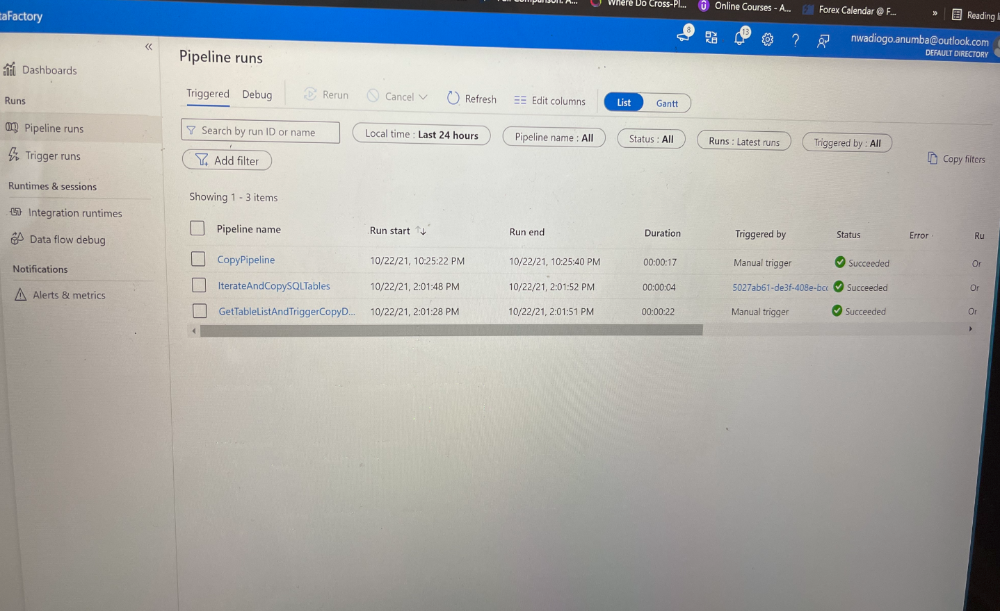 Where Do Cross-Pl...
Online Courses - A...
Forex Calendar @ F...
»
Reading
taFactory
8
13
?
nwadiogo.anumba@outlook.com
DEFAULT DIRECTORY
«
Dashboards
Runs
Pipeline runs
Trigger runs
Runtimes & sessions
Integration runtimes
Data flow debug
Notifications
Alerts & metrics
Pipeline runs
Triggered Debug Rerun Cancel Refresh Edit columns List Gantt
Search by run ID or name Local time : Last 24 hours Pipeline name : All Status : All Runs : Latest runs Triggered by : All
Add filter Copy filters
Showing 1 - 3 items
Pipeline name Run start ↑↓ Run end Duration Triggered by Status Error Ru
CopyPipeline 10/22/21, 10:25:22 PM 10/22/21, 10:25:40 PM 00:00:17 Manual trigger Succeeded Or
IterateAndCopySQLTables 10/22/21, 2:01:48 PM 10/22/21, 2:01:52 PM 00:00:04 5027ab61-de3f-408e-bcc Succeeded Or
GetTableListAndTriggerCopyD... 10/22/21, 2:01:28 PM 10/22/21, 2:01:51 PM 00:00:22 Manual trigger Succeeded Or